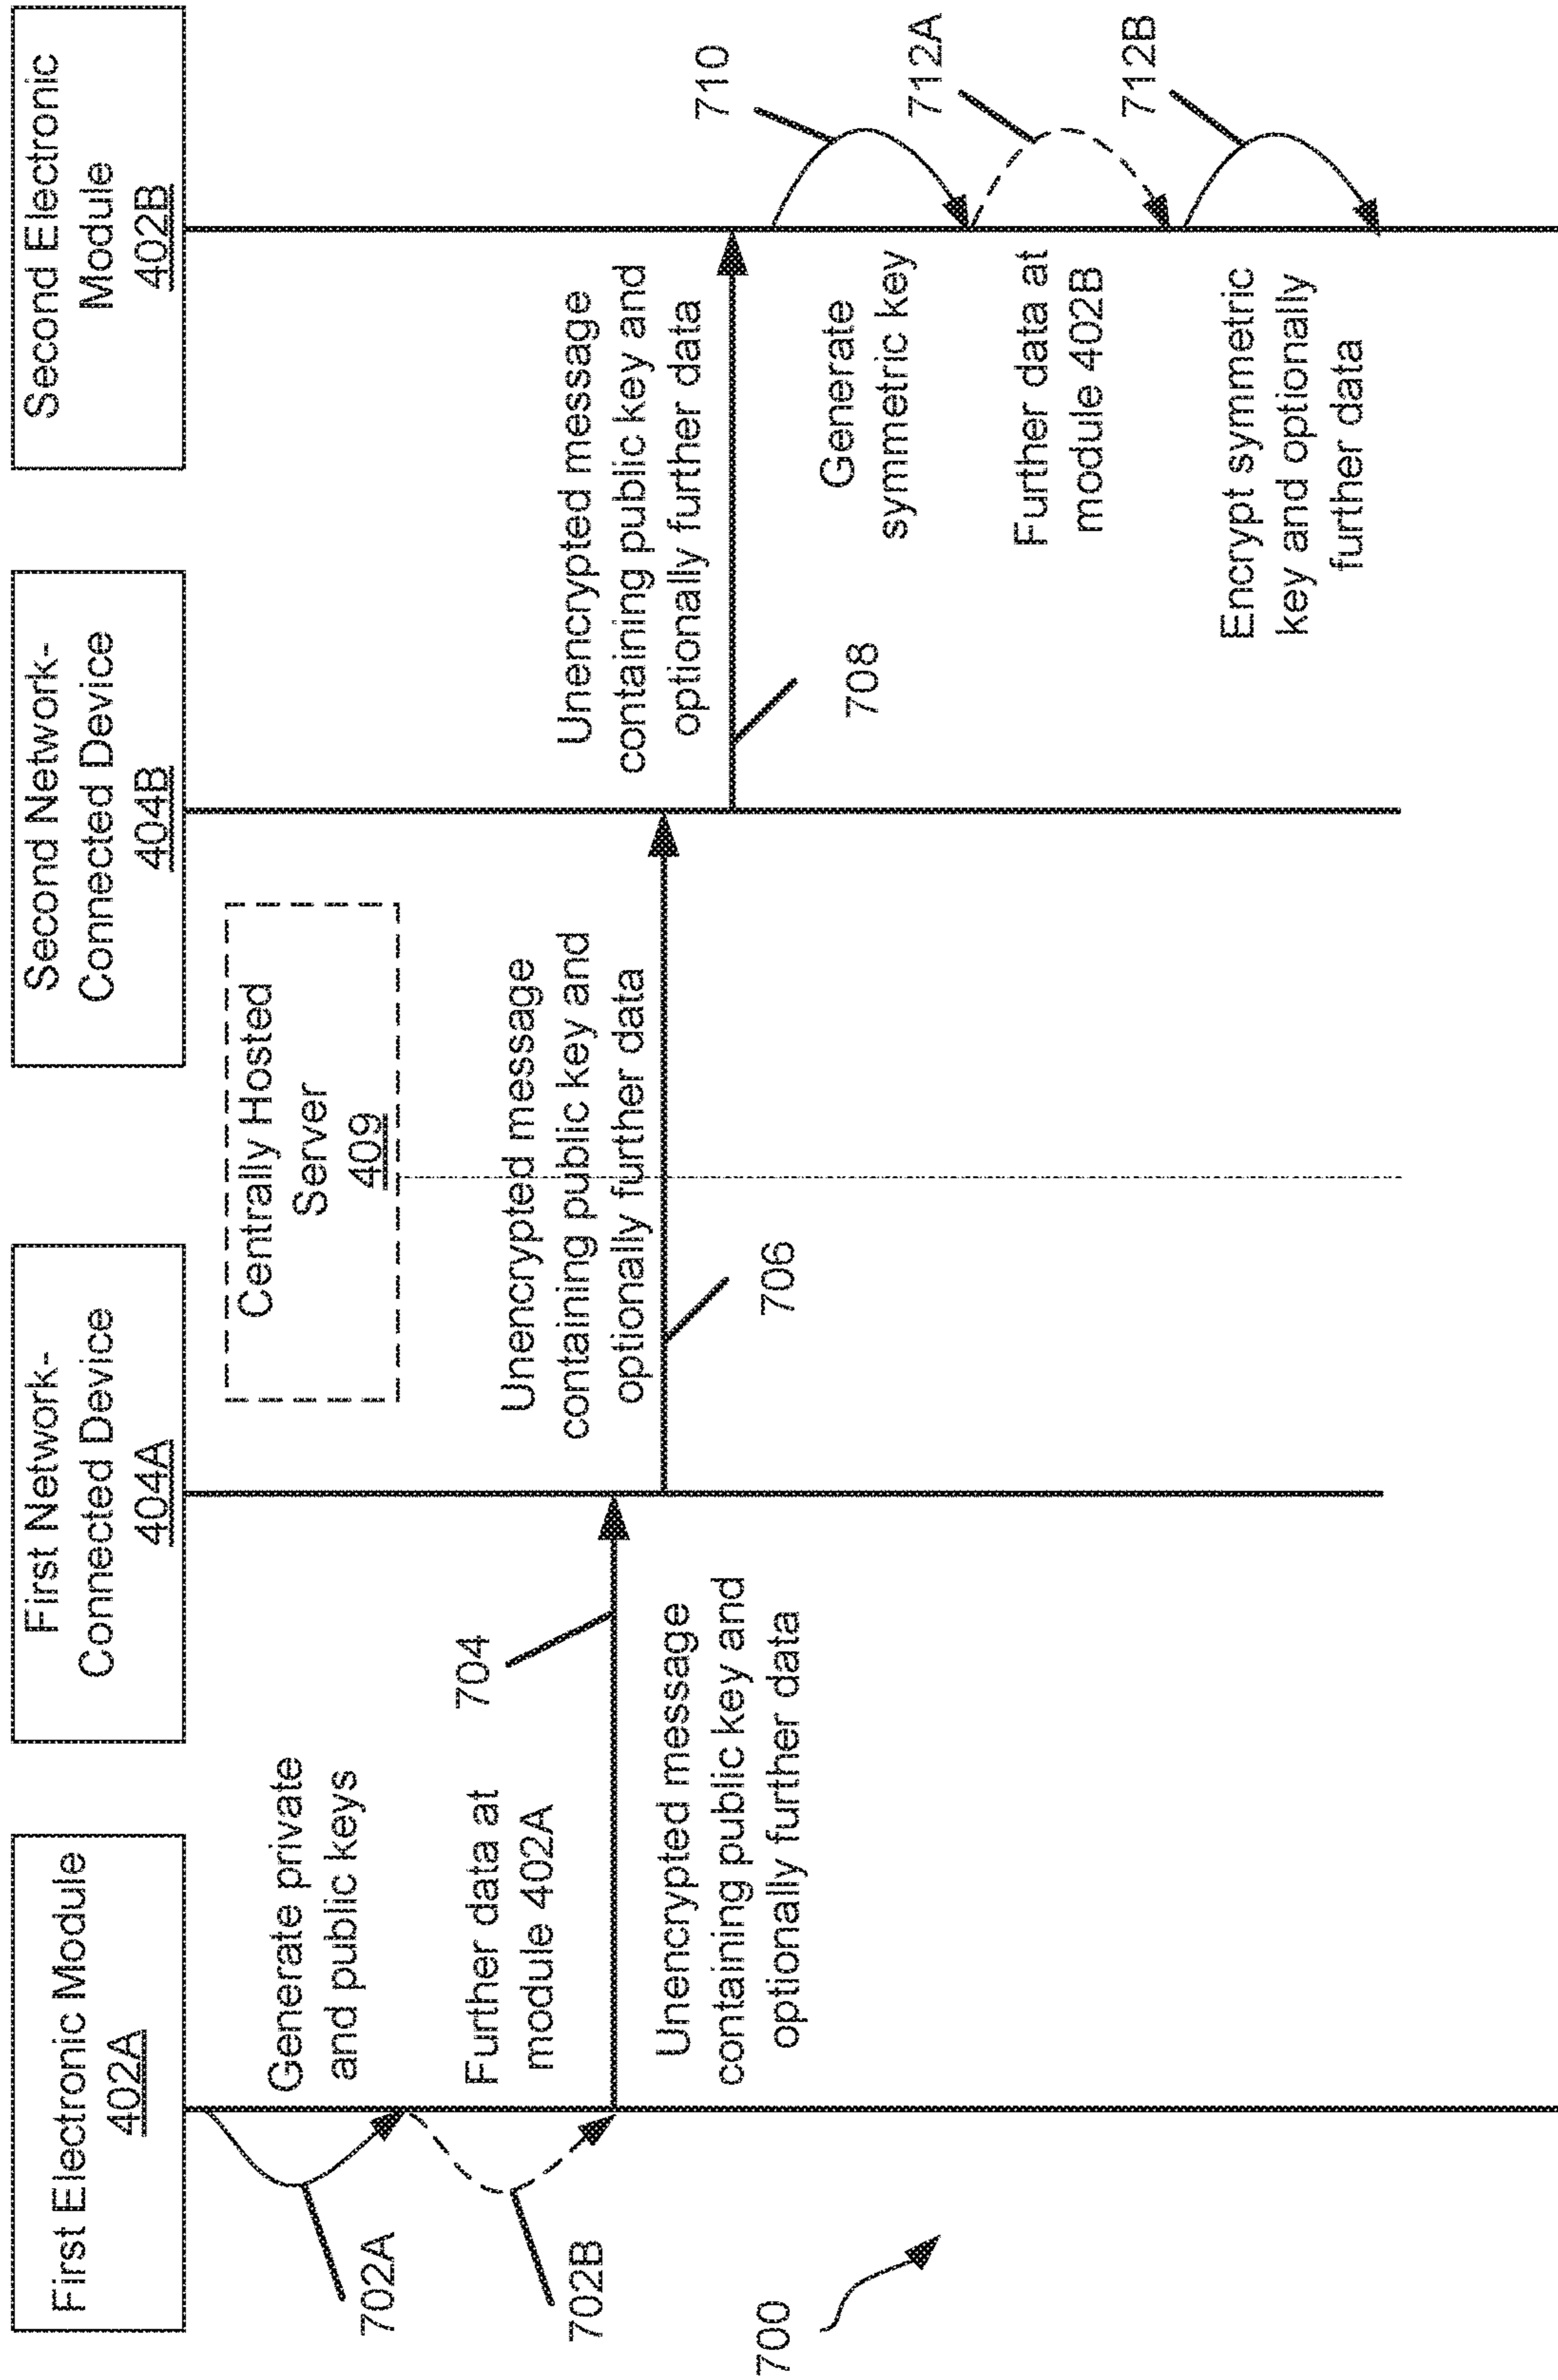 First Electronic Module
402A
First Network-
Connected Device
404A
Second Network-
Connected Device
404B
Second Electronic
Module
402B
Centrally Hosted
Server
409
702A
Generate private
and public keys
702B
Further data at
module 402A
704
Unencrypted message
containing public key and
optionally further data
Unencrypted message
containing public key and
optionally further data
706
Unencrypted message
containing public key and
optionally further data
708
710
Generate
symmetric key
712A
Further data at
module 402B
712B
Encrypt symmetric
key and optionally
further data
700